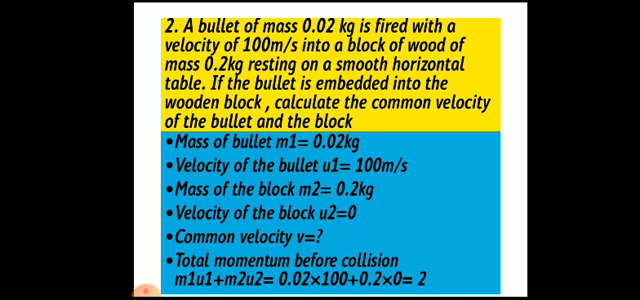 2. A bullet of mass 0.02 kg is fired with a
velocity of 100m/s into a block of wood of
mass 0.2kg resting on a smooth horizontal
table. If the bullet is embedded into the
wooden block , calculate the common velocity
of the bullet and the block
•Mass of bullet m1= 0.02kg
•Velocity of the bullet u1= 100m/s
•Mass of the block m2= 0.2kg
•Velocity of the block u2=0
•Common velocity v=?
•Total momentum before collision
m1u1+m2u2= 0.02×100+0.2×0= 2